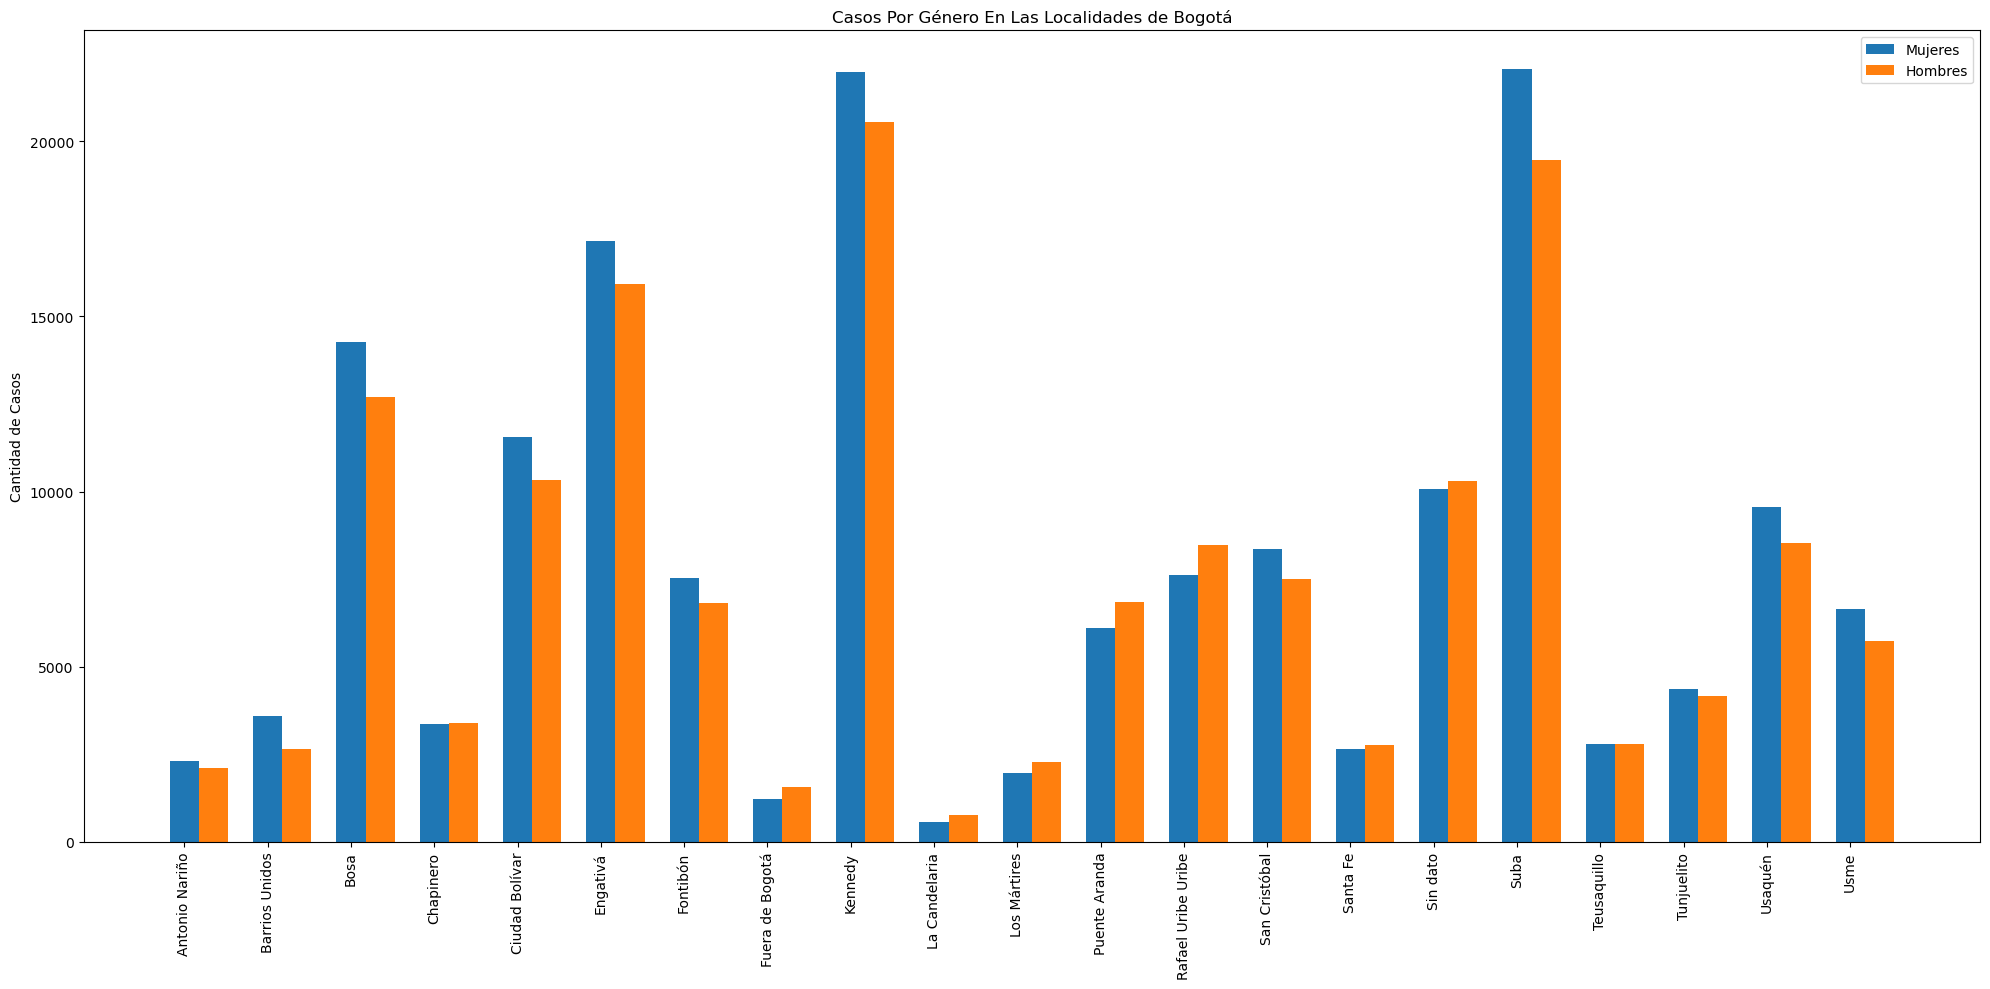 Casos Por Género En Las Localidades de Bogotá
Mujeres
Hombres
Cantidad de Casos
20000
15000
10000
5000
0
Antonio Nariño
Barrios Unidos
Bosa
Chapinero
Ciudad Bolívar
Engativá
Fontibón
Fuera de Bogotá
Kennedy
La Candelaria
Los Mártires
Puente Aranda
Rafael Uribe Uribe
San Cristóbal
Santa Fe
Sin dato
Suba
Teusaquillo
Tunjuelito
Usaquén
Usme